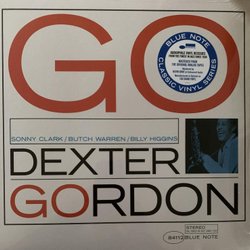 GO
BLUE NOTE
CLASSIC VINYL SERIES
SONNY CLARK/BUTCH WARREN/BILLY HIGGINS
DEXTER
GORDON
STEREO
84112 BLUE NOTE